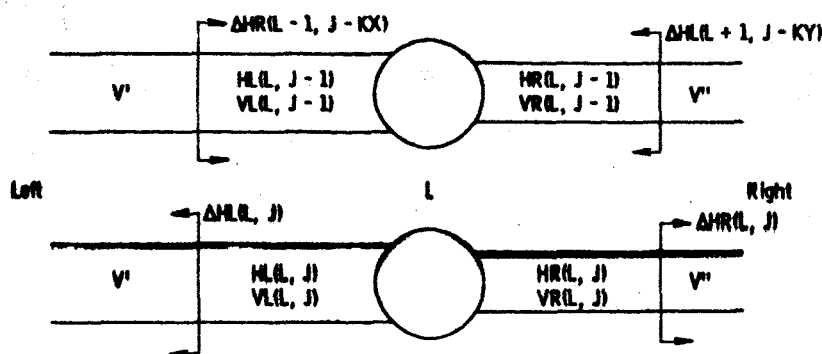 ΔHR(L - 1, J - KX)
ΔHL(L + 1, J - KY)
V'
HL(L, J - 1)
VL(L, J - 1)
HR(L, J - 1)
VR(L, J - 1)
V"
Left
L
Right
ΔHL(L, J)
ΔHR(L, J)
V'
HL(L, J)
VL(L, J)
HR(L, J)
VR(L, J)
V"